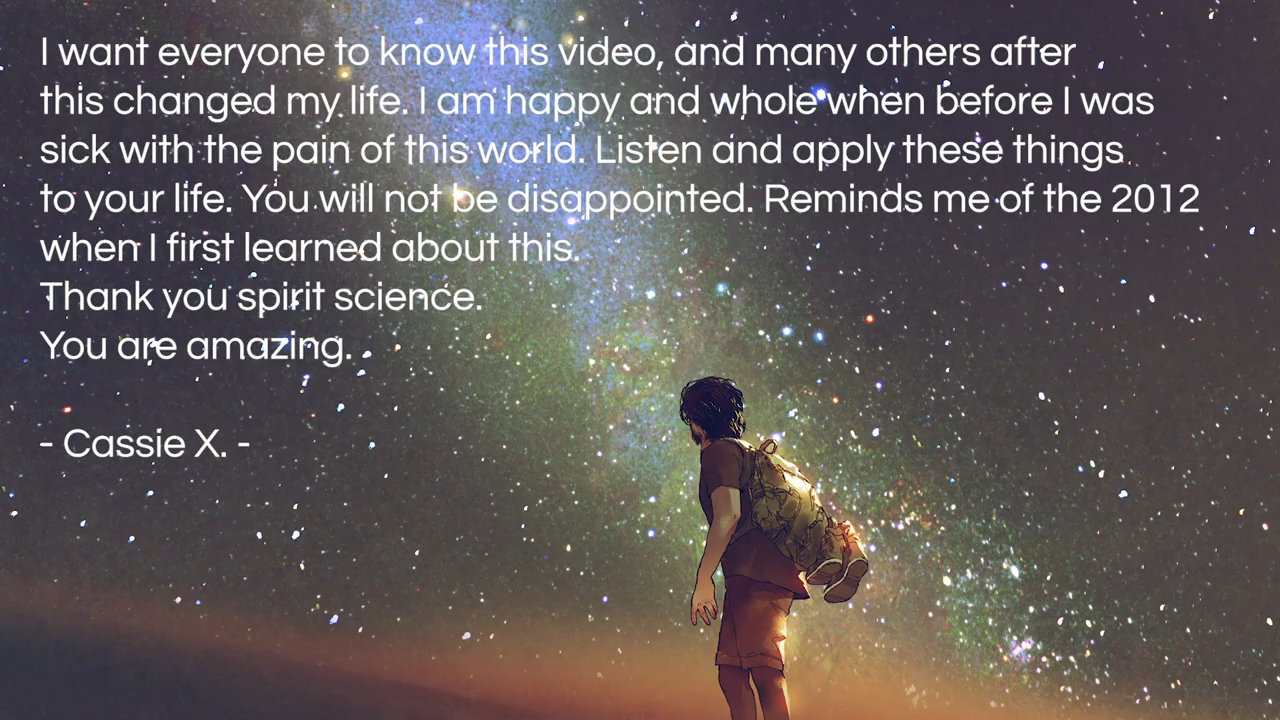 I want everyone to know this video, and many others after
this changed my life. I am happy and whole when before I was
sick with the pain of this world. Listen and apply these things
to your life. You will not be disappointed. Reminds me of the 2012
when I first learned about this.
Thank you spirit science.
You are amazing.
- Cassie X. -